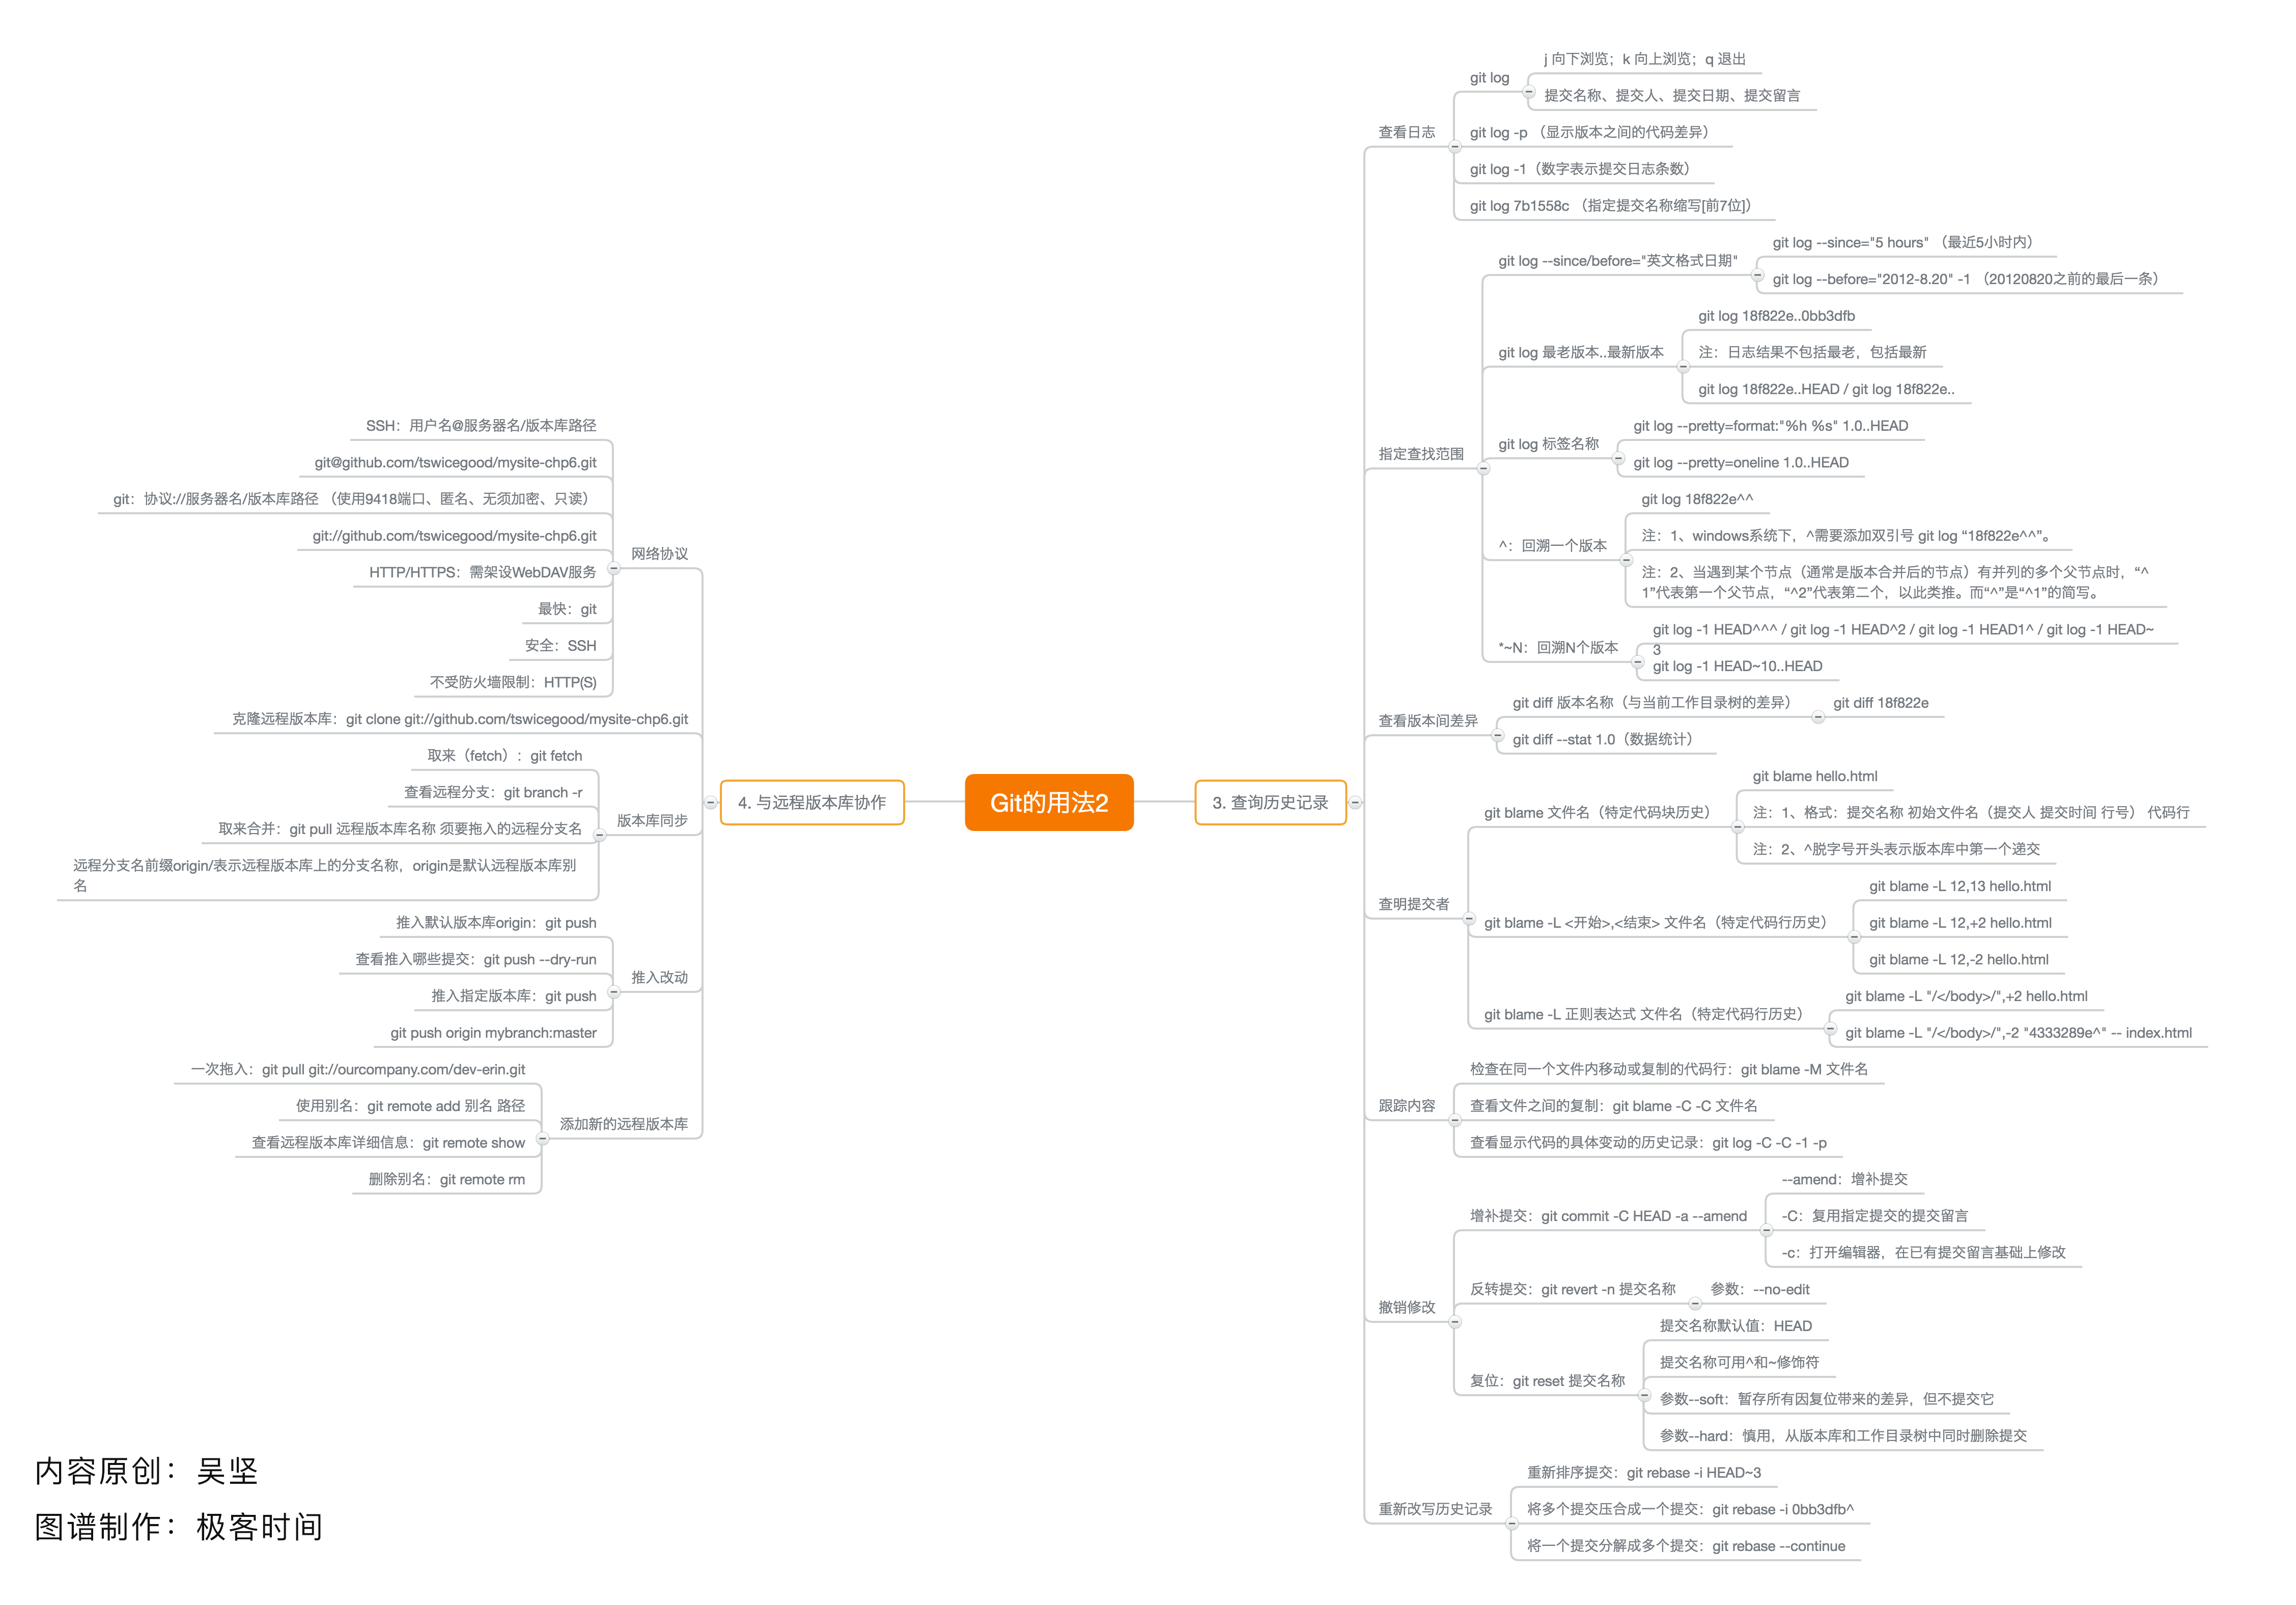 Git的用法2
3. 查询历史记录
查看日志
git log
j 向下浏览；k 向上浏览；q 退出
提交名称、提交人、提交日期、提交留言
git log -p （显示版本之间的代码差异）
git log -1（数字表示提交日志条数）
git log 7b1558c （指定提交名称缩写[前7位]）
指定查找范围
git log --since/before="英文格式日期"
git log --since="5 hours" （最近5小时内）
git log --before="2012-8.20" -1 （20120820之前的最后一条）
git log 最老版本..最新版本
git log 18f822e..0bb3dfb
注：日志结果不包括最老，包括最新
git log 18f822e..HEAD / git log 18f822e..
git log 标签名称
git log --pretty=format:"%h %s" 1.0..HEAD
git log --pretty=oneline 1.0..HEAD
^：回溯一个版本
git log 18f822e^^
注：1、windows系统下，^需要添加双引号 git log “18f822e^^”。
注：2、当遇到某个节点（通常是版本合并后的节点）有并列的多个父节点时，“^
1”代表第一个父节点，“^2”代表第二个，以此类推。而“^”是“^1”的简写。
*~N：回溯N个版本
git log -1 HEAD^^^ / git log -1 HEAD^2 / git log -1 HEAD1^ / git log -1 HEAD~
3
git log -1 HEAD~10..HEAD
查看版本间差异
git diff 版本名称（与当前工作目录树的差异）
git diff 18f822e
git diff --stat 1.0（数据统计）
查明提交者
git blame 文件名（特定代码块历史）
git blame hello.html
注：1、格式：提交名称 初始文件名（提交人 提交时间 行号） 代码行
注：2、^脱字号开头表示版本库中第一个递交
git blame -L <开始>,<结束> 文件名（特定代码行历史）
git blame -L 12,13 hello.html
git blame -L 12,+2 hello.html
git blame -L 12,-2 hello.html
git blame -L 正则表达式 文件名（特定代码行历史）
git blame -L "/</body>/",+2 hello.html
git blame -L "/</body>/",-2 "4333289e^" -- index.html
跟踪内容
检查在同一个文件内移动或复制的代码行：git blame -M 文件名
查看文件之间的复制：git blame -C -C 文件名
查看显示代码的具体变动的历史记录：git log -C -C -1 -p
撤销修改
增补提交：git commit -C HEAD -a --amend
--amend：增补提交
-C：复用指定提交的提交留言
-c：打开编辑器，在已有提交留言基础上修改
反转提交：git revert -n 提交名称
参数：--no-edit
复位：git reset 提交名称
提交名称默认值：HEAD
提交名称可用^和~修饰符
参数--soft：暂存所有因复位带来的差异，但不提交它
参数--hard：慎用，从版本库和工作目录树中同时删除提交
重新改写历史记录
重新排序提交：git rebase -i HEAD~3
将多个提交压合成一个提交：git rebase -i 0bb3dfb^
将一个提交分解成多个提交：git rebase --continue
4. 与远程版本库协作
网络协议
SSH：用户名@服务器名/版本库路径
git@github.com/tswicegood/mysite-chp6.git
git：协议://服务器名/版本库路径 （使用9418端口、匿名、无须加密、只读）
git://github.com/tswicegood/mysite-chp6.git
HTTP/HTTPS：需架设WebDAV服务
最快：git
安全：SSH
不受防火墙限制：HTTP(S)
克隆远程版本库：git clone git://github.com/tswicegood/mysite-chp6.git
版本库同步
取来（fetch）：git fetch
查看远程分支：git branch -r
取来合并：git pull 远程版本库名称 须要拖入的远程分支名
远程分支名前缀origin/表示远程版本库上的分支名称，origin是默认远程版本库别
名
推入改动
推入默认版本库origin：git push
查看推入哪些提交：git push --dry-run
推入指定版本库：git push
git push origin mybranch:master
添加新的远程版本库
一次拖入：git pull git://ourcompany.com/dev-erin.git
使用别名：git remote add 别名 路径
查看远程版本库详细信息：git remote show
删除别名：git remote rm
内容原创：吴坚
图谱制作：极客时间